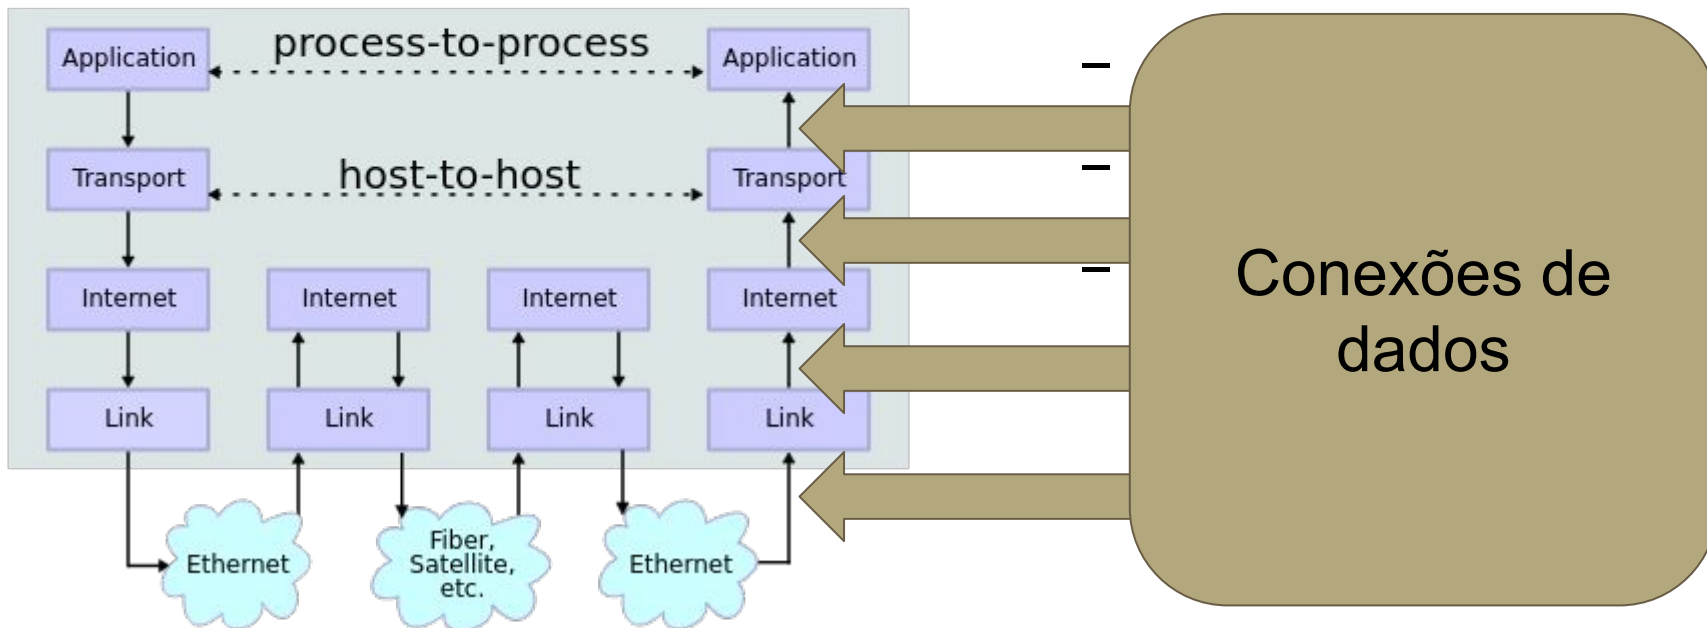 process-to-process
Application
Application
–
host-to-host
Transport
Transport
–
–
Internet
Internet
Internet
Internet
Conexões de
dados
Link
Link
Link
Link
Ethernet
Fiber,
Satellite,
etc.
Ethernet